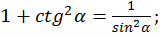 1 + ctg²α = 1/sin²α;